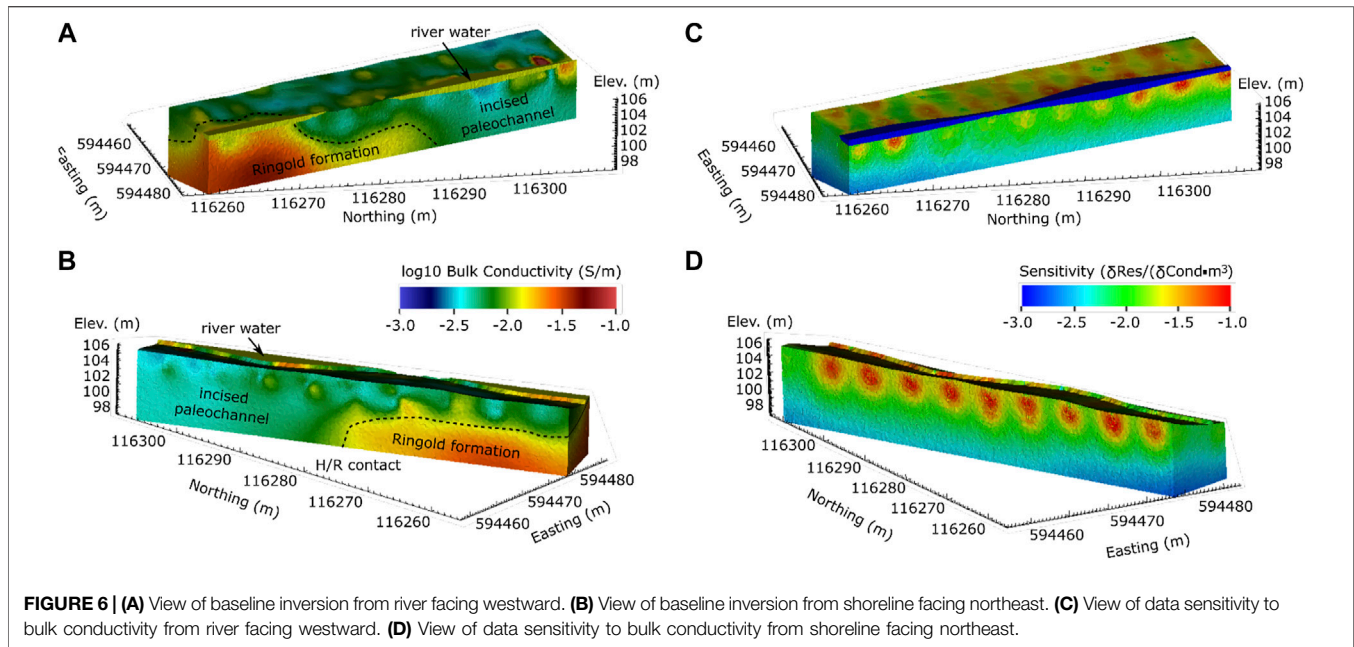 A
river water
Elev. (m)
106
104
102
100
98
incised
paleochannel
Ringold formation
594460
594470
594480
Easting (m)
116260
116270
116280
116290
116300
Northing (m)
C
Elev. (m)
106
104
102
100
98
594460
594470
594480
Easting (m)
116260
116270
116280
116290
116300
Northing (m)
B
log10 Bulk Conductivity (S/m)
-3.0 -2.5 -2.0 -1.5 -1.0
Elev. (m)
river water
106
104
102
100
98
incised
paleochannel
Ringold formation
H/R contact
116300
116290
116280
116270
116260
Northing (m)
594480
594470
594460
Easting (m)
D
Sensitivity (δRes/(δCond▪m³)
-3.0 -2.5 -2.0 -1.5 -1.0
Elev. (m)
106
104
102
100
98
116300
116290
116280
116270
116260
Northing (m)
594480
594470
594460
Easting (m)
FIGURE 6 | (A) View of baseline inversion from river facing westward. (B) View of baseline inversion from shoreline facing northeast. (C) View of data sensitivity to
bulk conductivity from river facing westward. (D) View of data sensitivity to bulk conductivity from shoreline facing northeast.